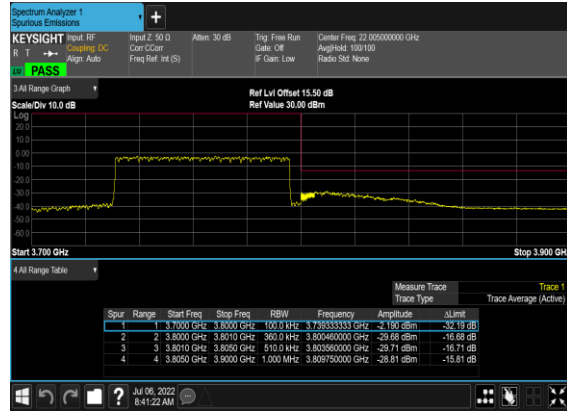 Spectrum Analyzer 1
Spurious Emissions
KEYSIGHT Input: RF Input Z: 50 Ω Atten: 30 dB Trig: Free Run Center Freq: 22.005000000 GHz
R T Coupling: DC Corr CCorr Gate: Off Avg|Hold: 100/100
Align: Auto Freq Ref: Int (S) IF Gain: Low Radio Std: None
LW PASS
3 All Range Graph
Ref Lvl Offset 15.50 dB
Scale/Div 10.0 dB Ref Value 30.00 dBm
Log
20.0
10.0
0.00
-10.0
-20.0
-30.0
-40.0
-50.0
-60.0
Start 3.700 GHz Stop 3.900 GH
4 All Range Table
Measure Trace Trace 1
Trace Type Trace Average (Active)
Spur Range Start Freq Stop Freq RBW Frequency Amplitude ΔLimit
1 1 3.7000 GHz 3.8000 GHz 100.0 kHz 3.739333333 GHz -2.190 dBm -32.19 dB
2 2 3.8000 GHz 3.8010 GHz 360.0 kHz 3.800460000 GHz -29.68 dBm -16.68 dB
3 3 3.8010 GHz 3.8050 GHz 510.0 kHz 3.803560000 GHz -29.71 dBm -16.71 dB
4 4 3.8050 GHz 3.9000 GHz 1.000 MHz 3.809750000 GHz -28.81 dBm -15.81 dB
? Jul 06, 2022
8:41:22 AM